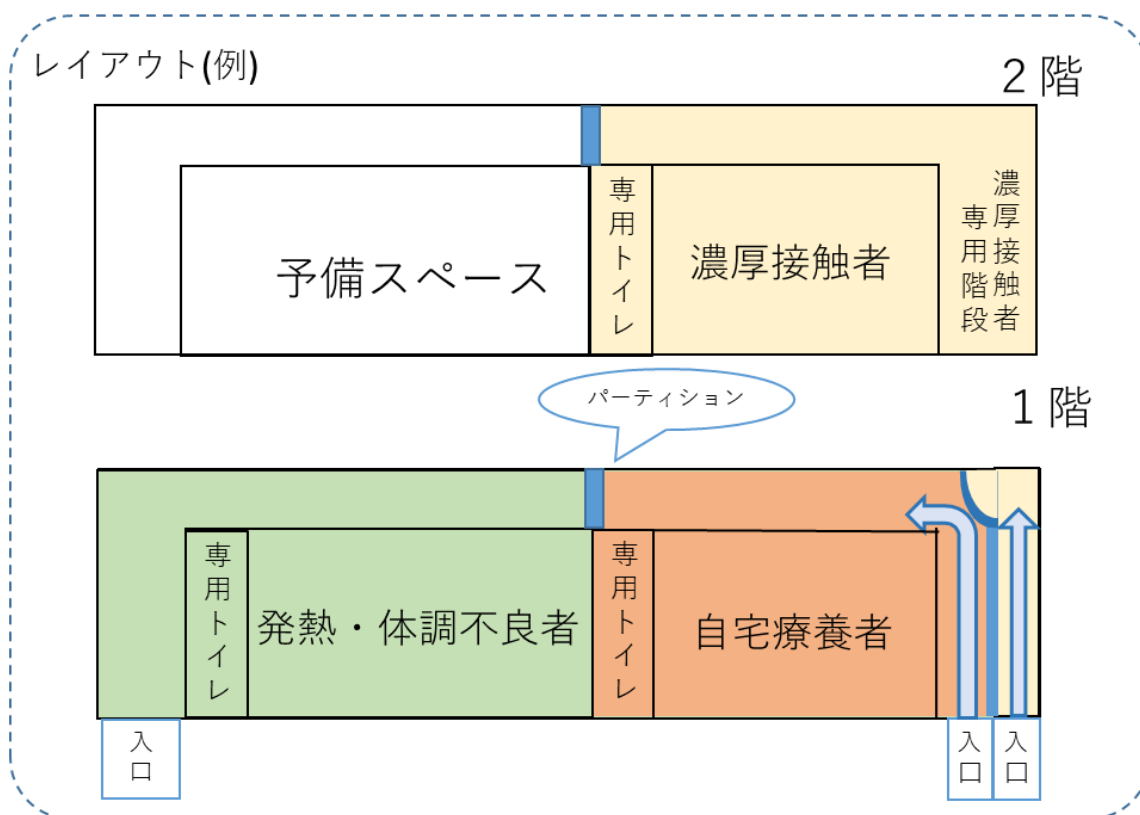 レイアウト(例)
2階
予備スペース
専用トイレ
濃厚接触者
濃厚接触者
専用階段
パーティション
1階
専用トイレ
発熱・体調不良者
専用トイレ
自宅療養者
入口
入口
入口